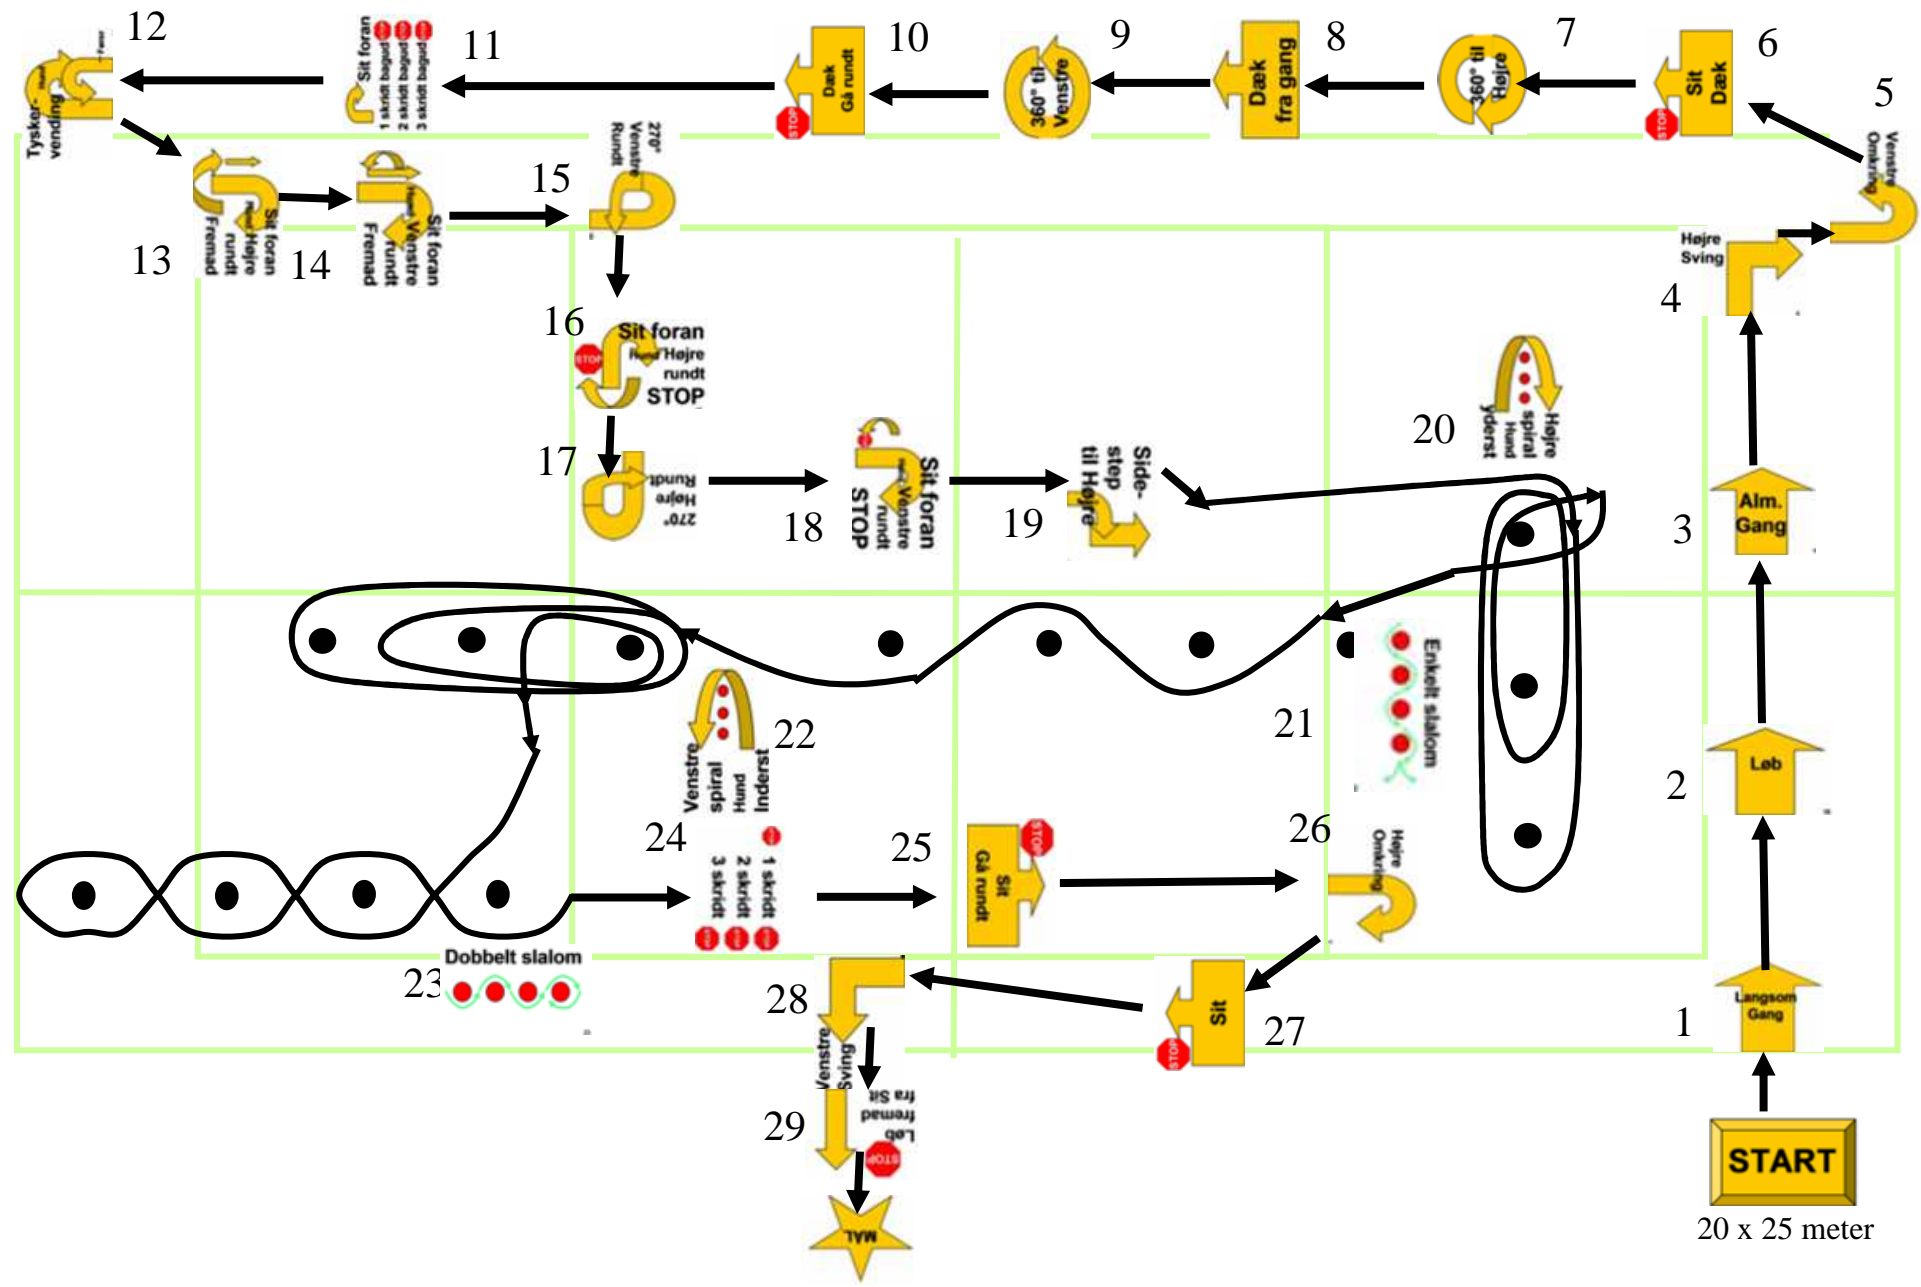 START
20 x 25 meter
1
Langsom
Gang
2
Løb
3
Alm.
Gang
4
Højre
Sving
5
Venstre
Omkring
6
Sit
Dæk
STOP
7
360° til
Højre
8
Dæk
fra gang
9
360° til
Venstre
10
Dæk
Gå rundt
STOP
11
Sit foran
1 skridt bagud
2 skridt bagud
3 skridt bagud
12
Tysker-
vending
13
Sit foran
Højre
rundt
Fremad
14
Sit foran
Hund Venstre
rundt
Fremad
15
270°
Venstre
Rundt
16
STOP
Sit foran
Hund Højre
rundt
STOP
17
270°
Højre
Rundt
18
Sit foran
Venstre
rundt
STOP
19
Side-
step
til Højre
20
Højre
spiral
Hund
yderst
21
Enkelt slalom
22
Venstre
spiral
Hund
Inderst
23
Dobbelt slalom
24
1 skridt
2 skridt
3 skridt
STOP
STOP
STOP
25
Sit
Gå rundt
STOP
26
Højre
Omkring
27
Sit
STOP
28
Venstre
Sving
29
Løb
fremad
fra Sit
STOP
MÅL